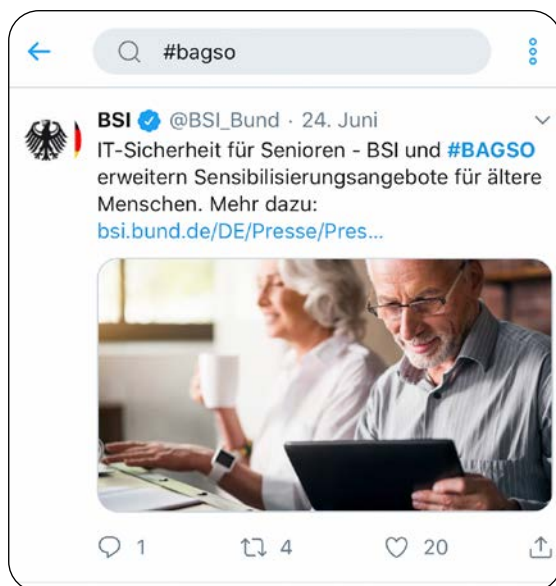 #bagso
BSI @BSI_Bund · 24. Juni
IT-Sicherheit für Senioren - BSI und #BAGSO
erweitern Sensibilisierungsangebote für ältere
Menschen. Mehr dazu:
bsi.bund.de/DE/Presse/Pres...
1 4 20